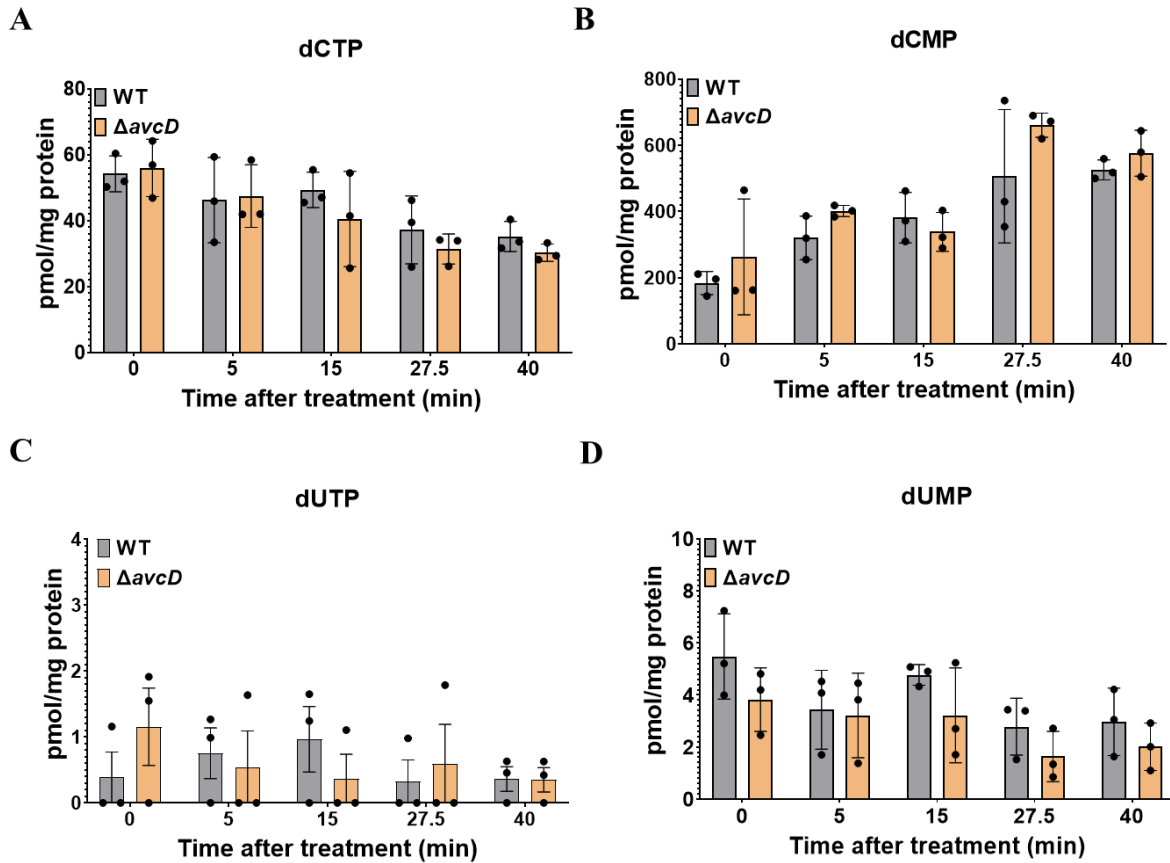 A
dCTP
80
60
40
20
0
pmol/mg protein
WT
ΔavcD
0 5 15 27.5 40
Time after treatment (min)
B
dCMP
800
600
400
200
0
pmol/mg protein
WT
ΔavcD
0 5 15 27.5 40
Time after treatment (min)
C
dUTP
4
3
2
1
0
pmol/mg protein
WT
ΔavcD
0 5 15 27.5 40
Time after treatment (min)
D
dUMP
10
8
6
4
2
0
pmol/mg protein
WT
ΔavcD
0 5 15 27.5 40
Time after treatment (min)